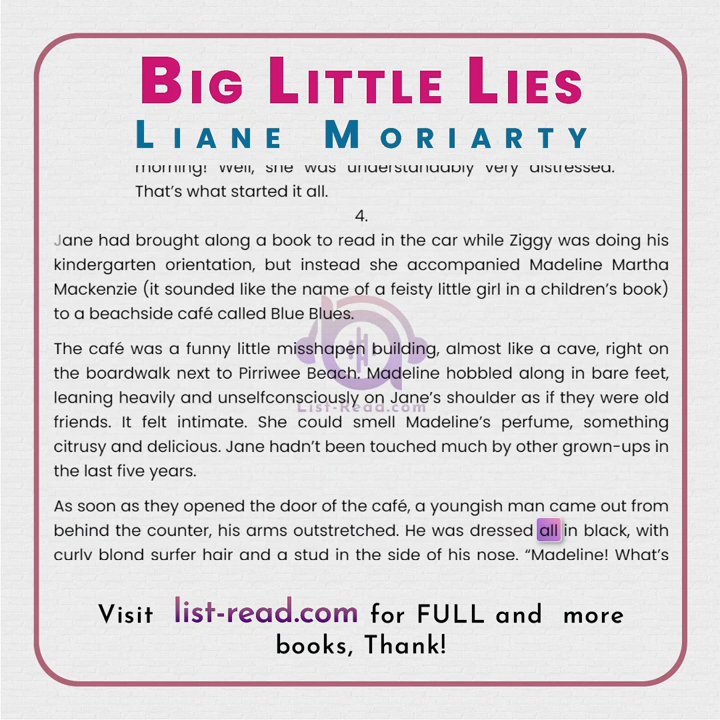 Big Little Lies
Liane Moriarty
morning! Well, she was understandably very distressed.
That's what started it all.
4.
Jane had brought along a book to read in the car while Ziggy was doing his
kindergarten orientation, but instead she accompanied Madeline Martha
Mackenzie (it sounded like the name of a feisty little girl in a children's book)
to a beachside café called Blue Blues.
The café was a funny little misshapen building, almost like a cave, right on
the boardwalk next to Pirriwee Beach. Madeline hobbled along in bare feet,
leaning heavily and unselfconsciously on Jane's shoulder as if they were old
List-Read.com
friends. It felt intimate. She could smell Madeline's perfume, something
citrusy and delicious. Jane hadn't been touched much by other grown-ups in
the last five years.
As soon as they opened the door of the café, a youngish man came out from
behind the counter, his arms outstretched. He was dressed all in black, with
curly blond surfer hair and a stud in the side of his nose. “Madeline! What's
Visit list-read.com for FULL and more
books, Thank!